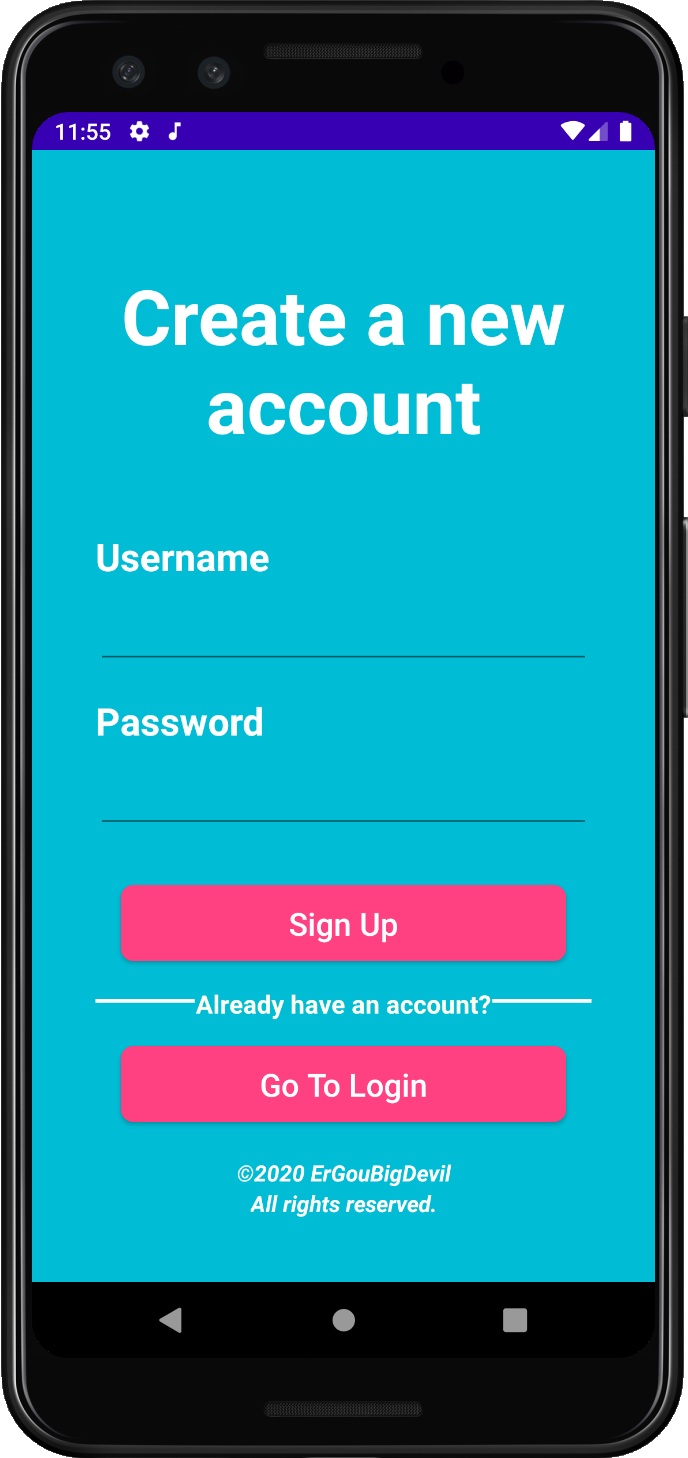 11:55
Create a new
account
Username
Password
Sign Up
Already have an account?
Go To Login
©2020 ErGouBigDevil
All rights reserved.